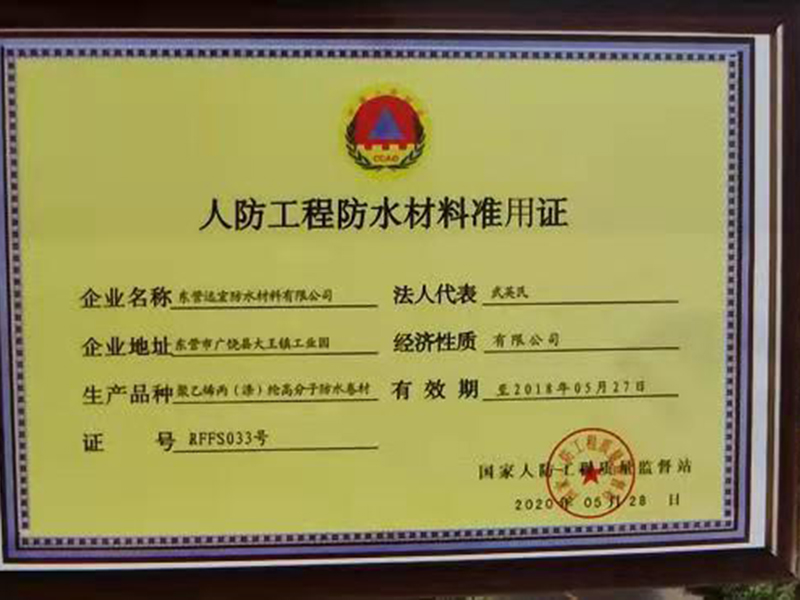 CCAD
人防工程防水材料准用证
企业名称 东营远宏防水材料有限公司 法人代表 武英民
企业地址 东营市广饶县大王镇工业园 经济性质 有限公司
生产品种 聚乙烯丙（涤）纶高分子防水卷材 有效期 至2018年05月27日
证号 RFFS033号
国家人防工程质量监督站
2020年05月28日